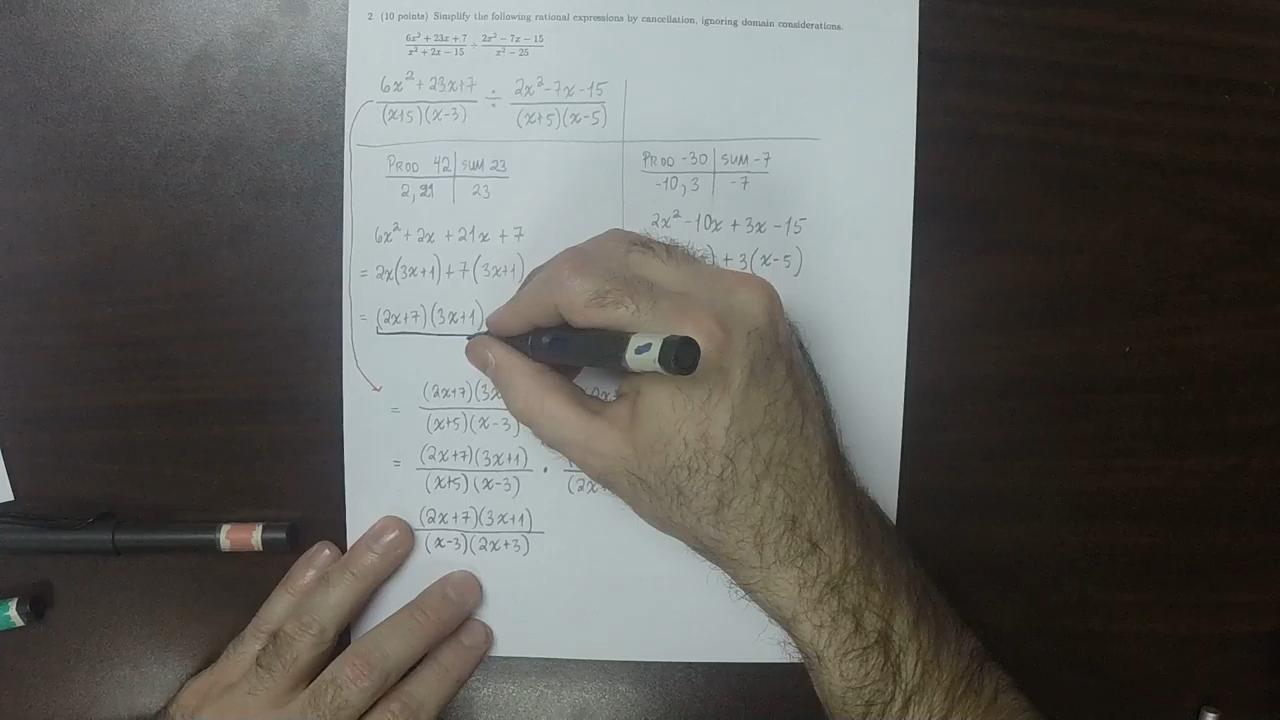 2. (10 points) Simplify the following rational expressions by cancellation, ignoring domain considerations.
6x² + 23x + 7 / x² + 2x − 15 ÷ 2x² − 7x − 15 / x² − 25
6x² + 23x + 7 / (x+5)(x-3) ÷ 2x² - 7x - 15 / (x+5)(x-5)
PROD 42 | SUM 23
2, 21 | 23
6x² + 2x + 21x + 7
= 2x(3x+1) + 7(3x+1)
= (2x+7)(3x+1)
PROD -30 | SUM -7
-10, 3 | -7
2x² - 10x + 3x - 15
+ 3(x-5)
= (2x+7)(3x / (x+5)(x-3)
= (2x+7)(3x+1) / (x+5)(x-3) · (2x
(2x+7)(3x+1) / (x-3)(2x+3)